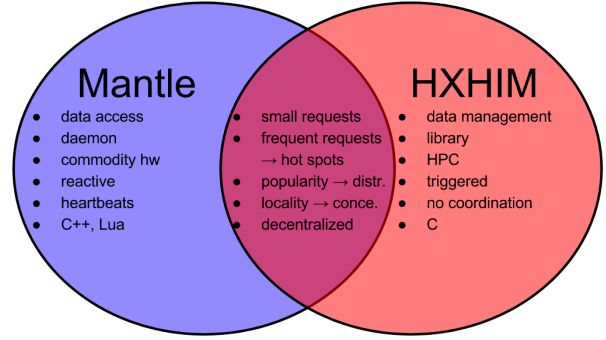 Mantle
● data access
● daemon
● commodity hw
● reactive
● heartbeats
● C++, Lua
● small requests
● frequent requests
→ hot spots
● popularity → distr.
● locality → conce.
● decentralized
HXHIM
● data management
● library
● HPC
● triggered
● no coordination
● C